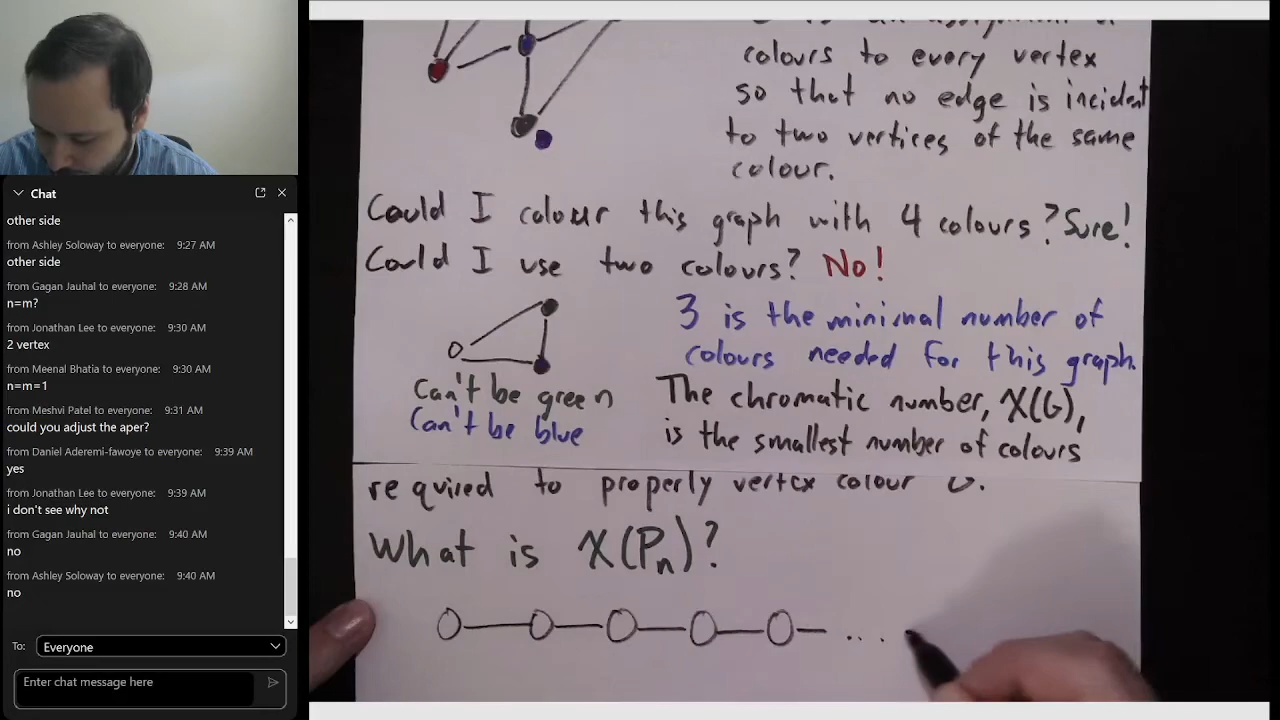 Chat
other side
from Ashley Soloway to everyone: 9:27 AM
other side
from Gagan Jauhal to everyone: 9:28 AM
n=m?
from Jonathan Lee to everyone: 9:30 AM
2 vertex
from Meenal Bhatia to everyone: 9:30 AM
n=m=1
from Meshvi Patel to everyone: 9:31 AM
could you adjust the aper?
from Daniel Aderemi-fawoye to everyone: 9:39 AM
yes
from Jonathan Lee to everyone: 9:39 AM
i don't see why not
from Gagan Jauhal to everyone: 9:40 AM
no
from Ashley Soloway to everyone: 9:40 AM
no
To: Everyone
Enter chat message here
is an assignment of
colours to every vertex
so that no edge is incident
to two vertices of the same
colour.
Could I colour this graph with 4 colours? Sure!
Could I use two colours? No!
Can't be green
Can't be blue
3 is the minimal number of
colours needed for this graph.
The chromatic number, χ(G),
is the smallest number of colours
required to properly vertex colour G.
What is χ(Pn)?
....